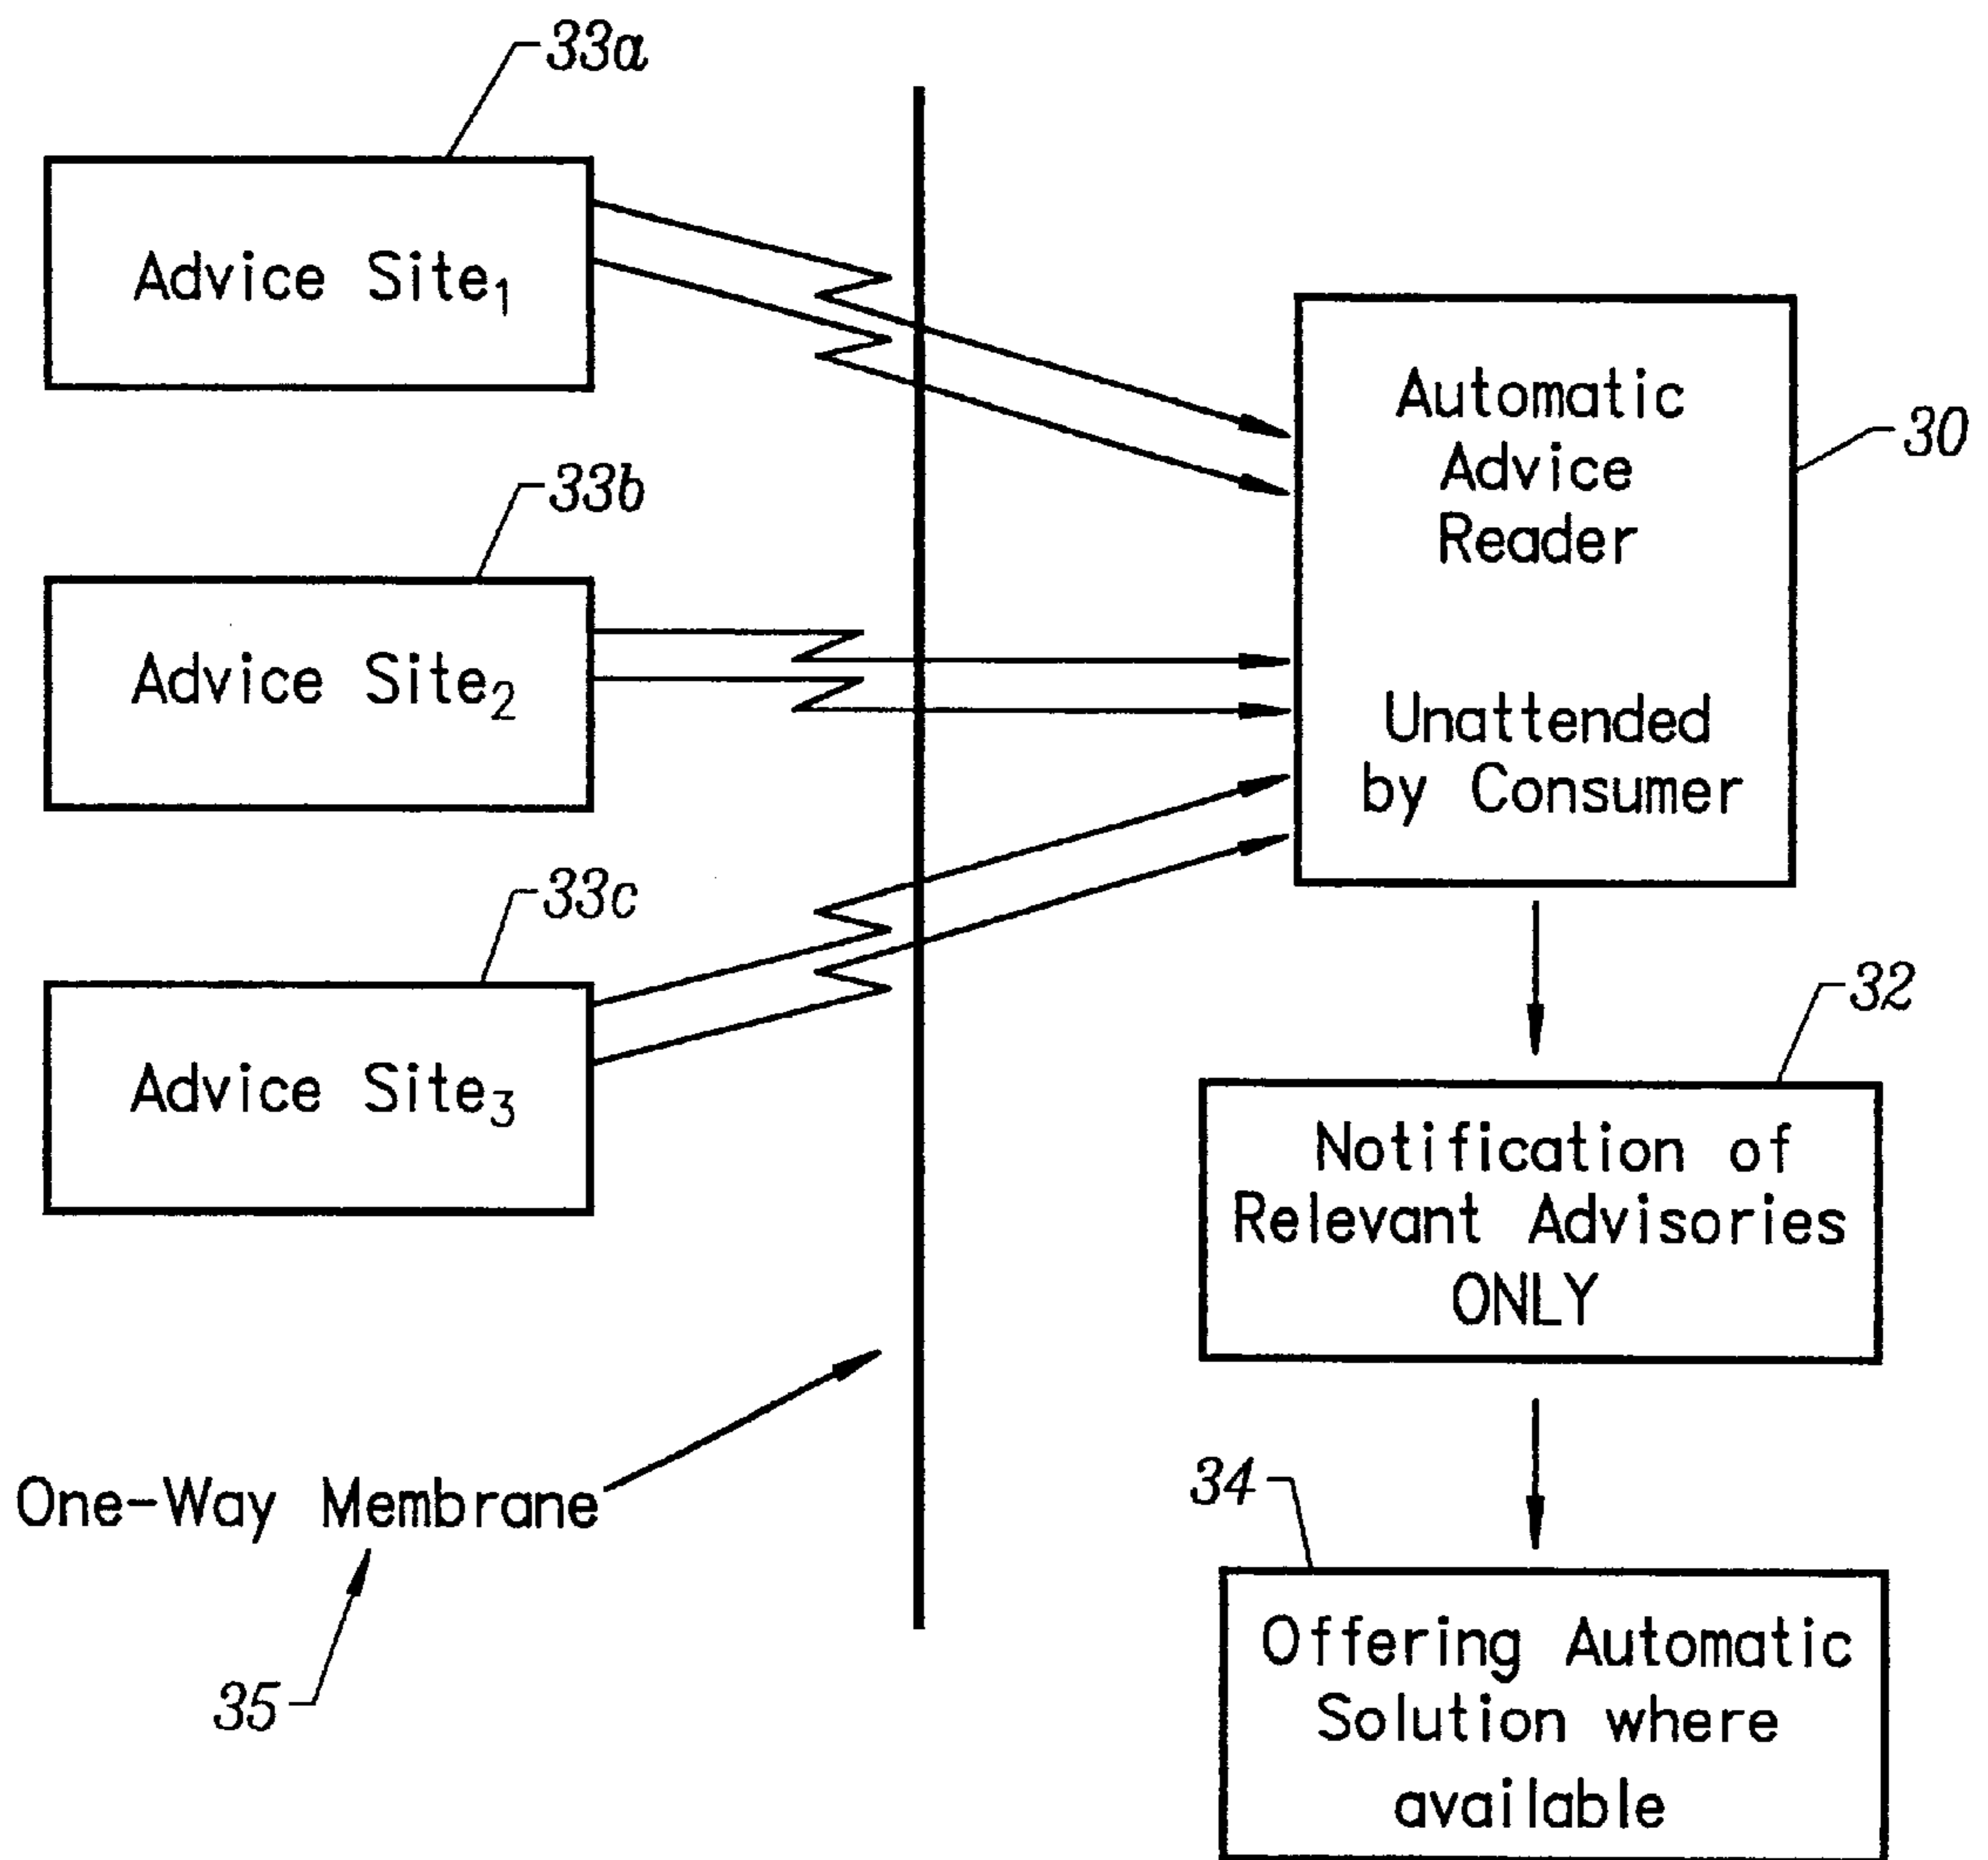 33a
Advice Site₁
33b
Advice Site₂
33c
Advice Site₃
One-Way Membrane
35
Automatic
Advice
Reader
Unattended
by Consumer
30
32
Notification of
Relevant Advisories
ONLY
34
Offering Automatic
Solution where
available